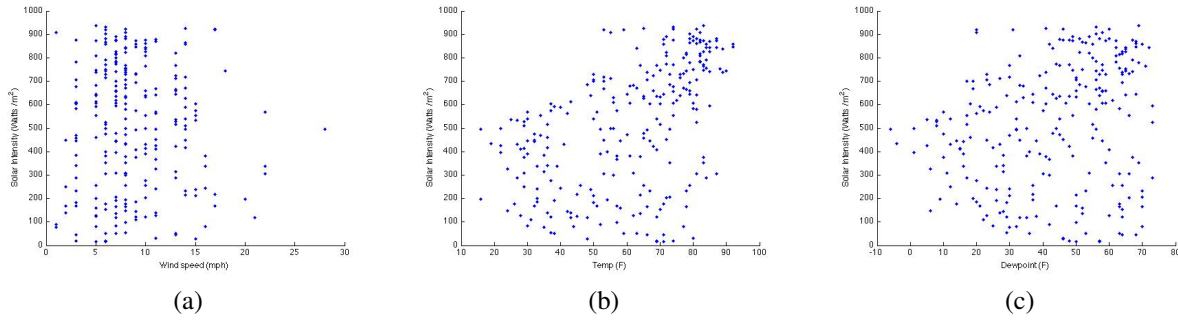 1000
900
800
700
600
500
400
300
200
100
0
Solar Intensity (Watts /m²)
0 5 10 15 20 25 30
Wind speed (mph)
(a)
1000
900
800
700
600
500
400
300
200
100
0
Solar Intensity (Watts /m²)
10 20 30 40 50 60 70 80 90 100
Temp (F)
(b)
1000
900
800
700
600
500
400
300
200
100
0
Solar Intensity (Watts /m²)
-10 0 10 20 30 40 50 60 70 80
Dewpoint (F)
(c)